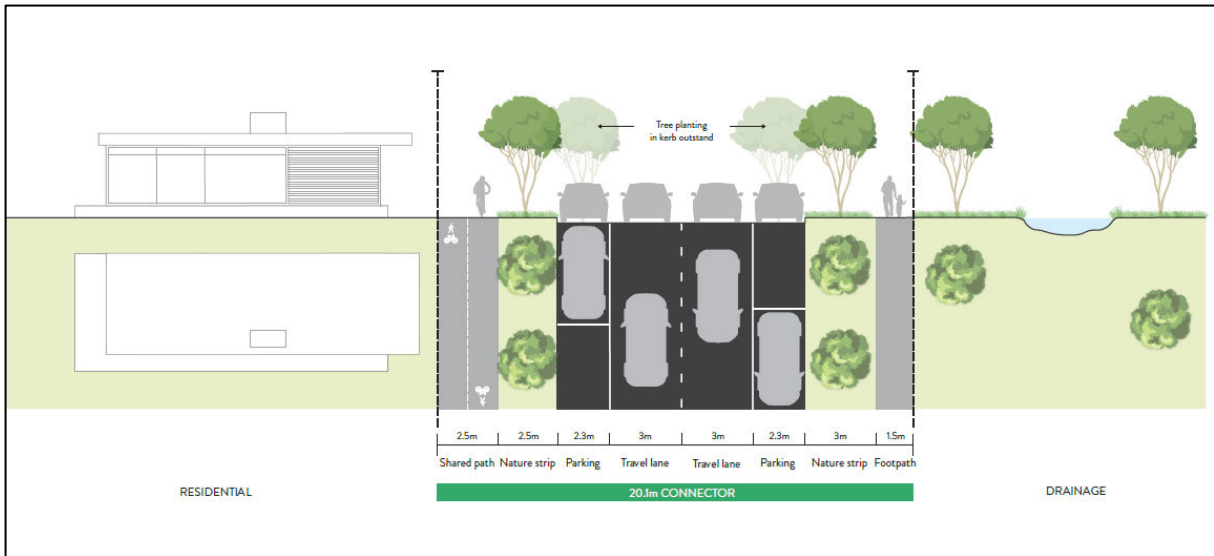 Tree planting
in kerb outstand
2.5m 2.5m 2.3m 3m 3m 2.3m 3m 1.5m
Shared path Nature strip Parking Travel lane Travel lane Parking Nature strip Footpath
RESIDENTIAL 20.1m CONNECTOR DRAINAGE